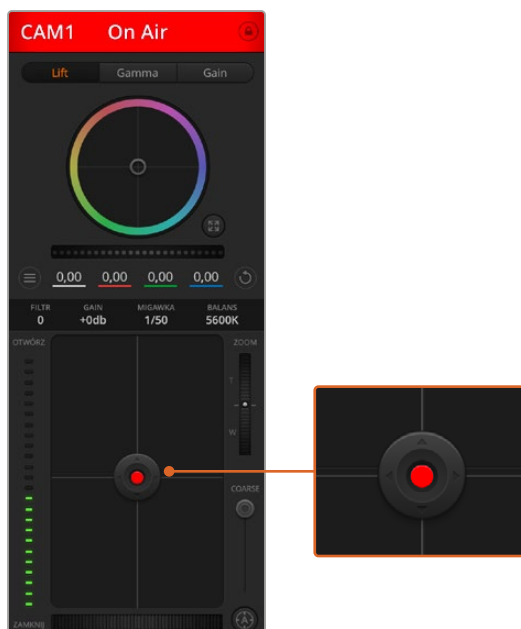 CAM1 On Air
Lift Gamma Gain
0,00 0,00 0,00 0,00
FILTR GAIN MIGAWKA BALANS
0 +0db 1/50 5600K
OTWÓRZ ZOOM
T
W
COARSE
ZAMKNIJ A